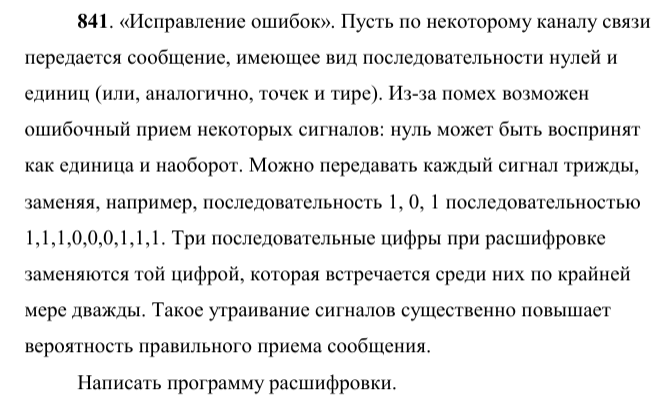 841. «Исправление ошибок». Пусть по некоторому каналу связи
передается сообщение, имеющее вид последовательности нулей и
единиц (или, аналогично, точек и тире). Из-за помех возможен
ошибочный прием некоторых сигналов: нуль может быть воспринят
как единица и наоборот. Можно передавать каждый сигнал трижды,
заменяя, например, последовательность 1, 0, 1 последовательностью
1,1,1,0,0,0,1,1,1. Три последовательные цифры при расшифровке
заменяются той цифрой, которая встречается среди них по крайней
мере дважды. Такое утраивание сигналов существенно повышает
вероятность правильного приема сообщения.
Написать программу расшифровки.